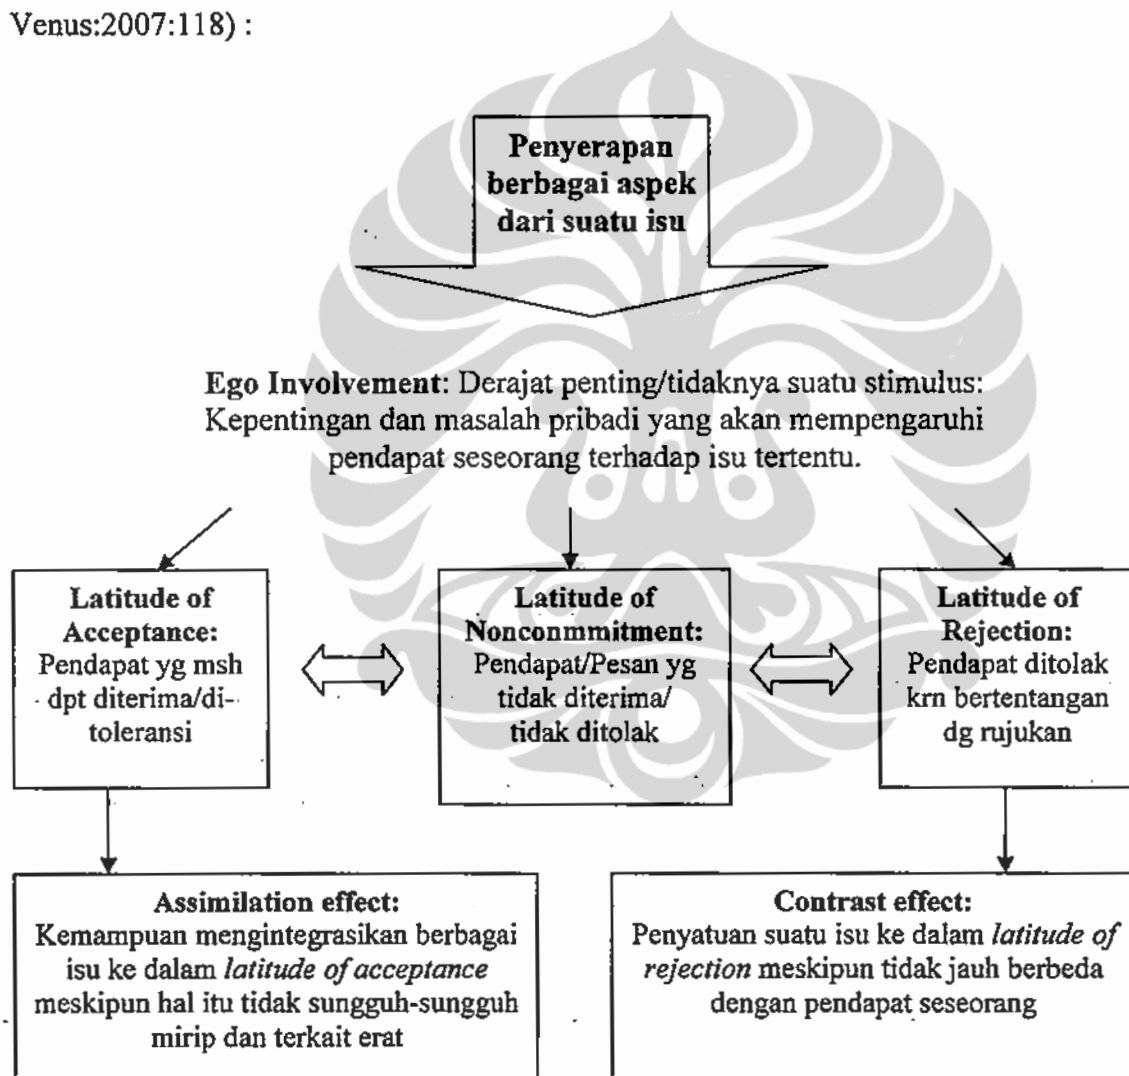 Venus:2007:118) :
Penyerapan
berbagai aspek
dari suatu isu
Ego Involvement: Derajat penting/tidaknya suatu stimulus:
Kepentingan dan masalah pribadi yang akan mempengaruhi
pendapat seseorang terhadap isu tertentu.
Latitude of
Acceptance:
Pendapat yg msh
dpt diterima/di-
toleransi
Latitude of
Nonconmmitment:
Pendapat/Pesan yg
tidak diterima/
tidak ditolak
Latitude of
Rejection:
Pendapat ditolak
krn bertentangan
dg rujukan
Assimilation effect:
Kemampuan mengintegrasikan berbagai
isu ke dalam latitude of acceptance
meskipun hal itu tidak sungguh-sungguh
mirip dan terkait erat
Contrast effect:
Penyatuan suatu isu ke dalam latitude of
rejection meskipun tidak jauh berbeda
dengan pendapat seseorang